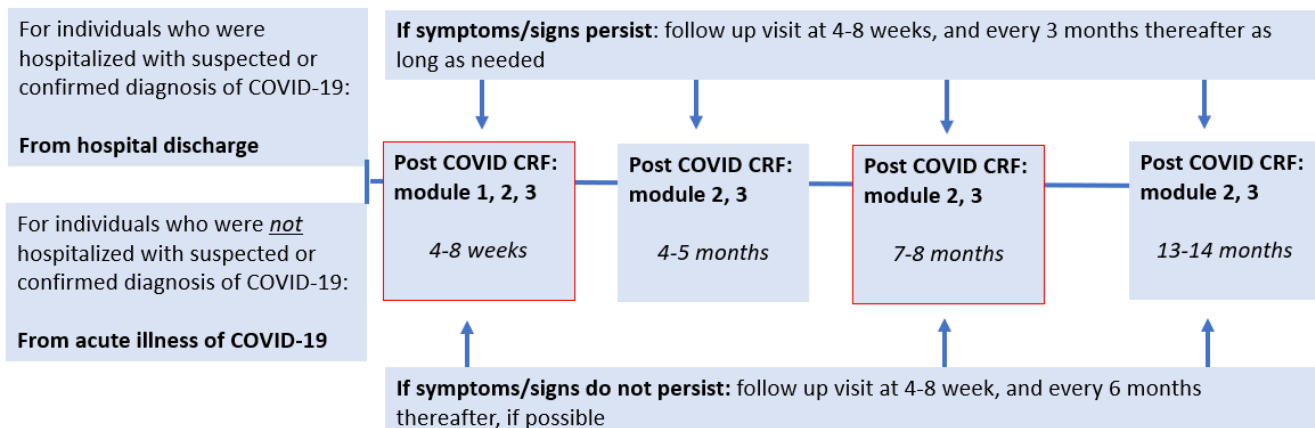 For individuals who were
hospitalized with suspected or
confirmed diagnosis of COVID-19:
From hospital discharge
For individuals who were not
hospitalized with suspected or
confirmed diagnosis of COVID-19:
From acute illness of COVID-19
If symptoms/signs persist: follow up visit at 4-8 weeks, and every 3 months thereafter as
long as needed
Post COVID CRF:
module 1, 2, 3
4-8 weeks
Post COVID CRF:
module 2, 3
4-5 months
Post COVID CRF:
module 2, 3
7-8 months
Post COVID CRF:
module 2, 3
13-14 months
If symptoms/signs do not persist: follow up visit at 4-8 week, and every 6 months
thereafter, if possible